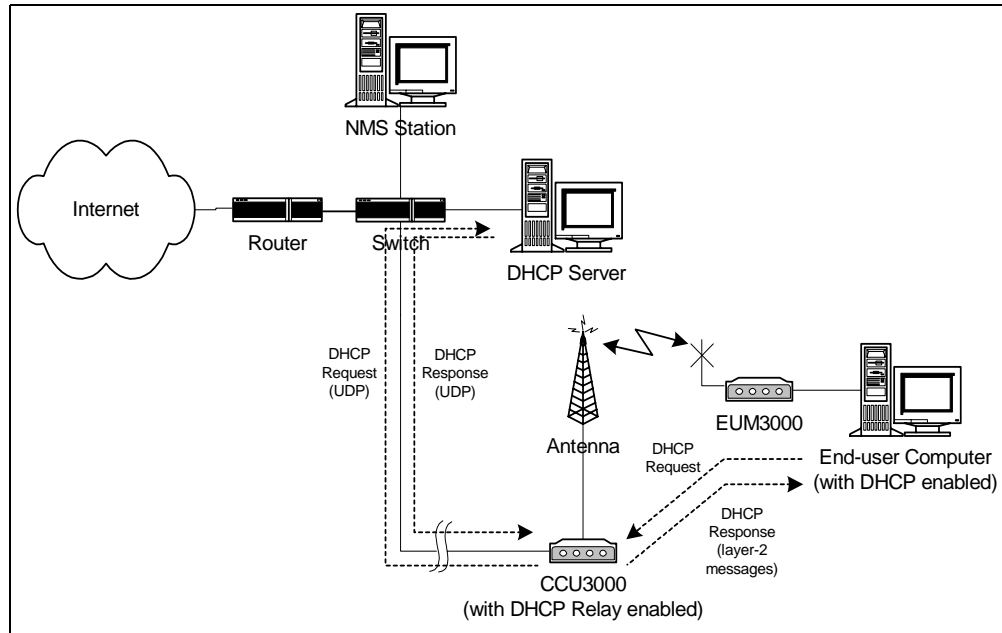 NMS Station
Internet
Router
Switch
DHCP Server
DHCP
Request
(UDP)
DHCP
Response
(UDP)
Antenna
EUM3000
End-user Computer
(with DHCP enabled)
DHCP
Request
DHCP
Response
(layer-2
messages)
CCU3000
(with DHCP Relay enabled)